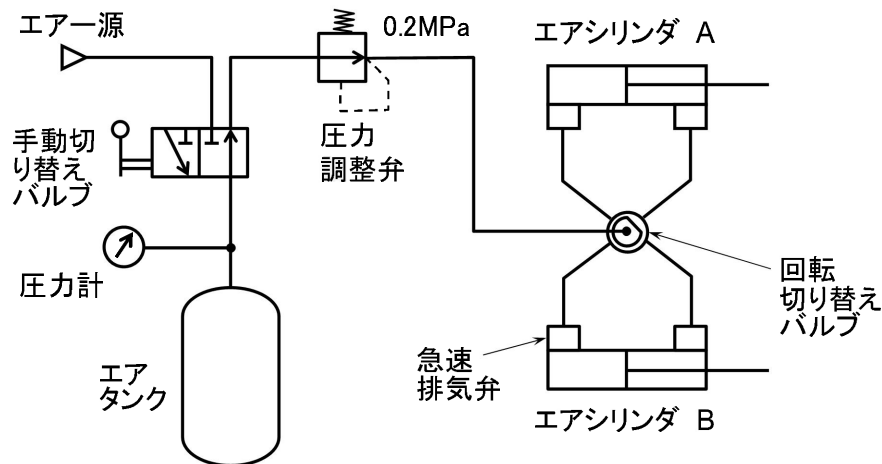 エアー源
0.2MPa
エアシリンダ A
手動切
り替え
バルブ
圧力
調整弁
圧力計
回転
切り替え
バルブ
エア
タンク
急速
排気弁
エアシリンダ B